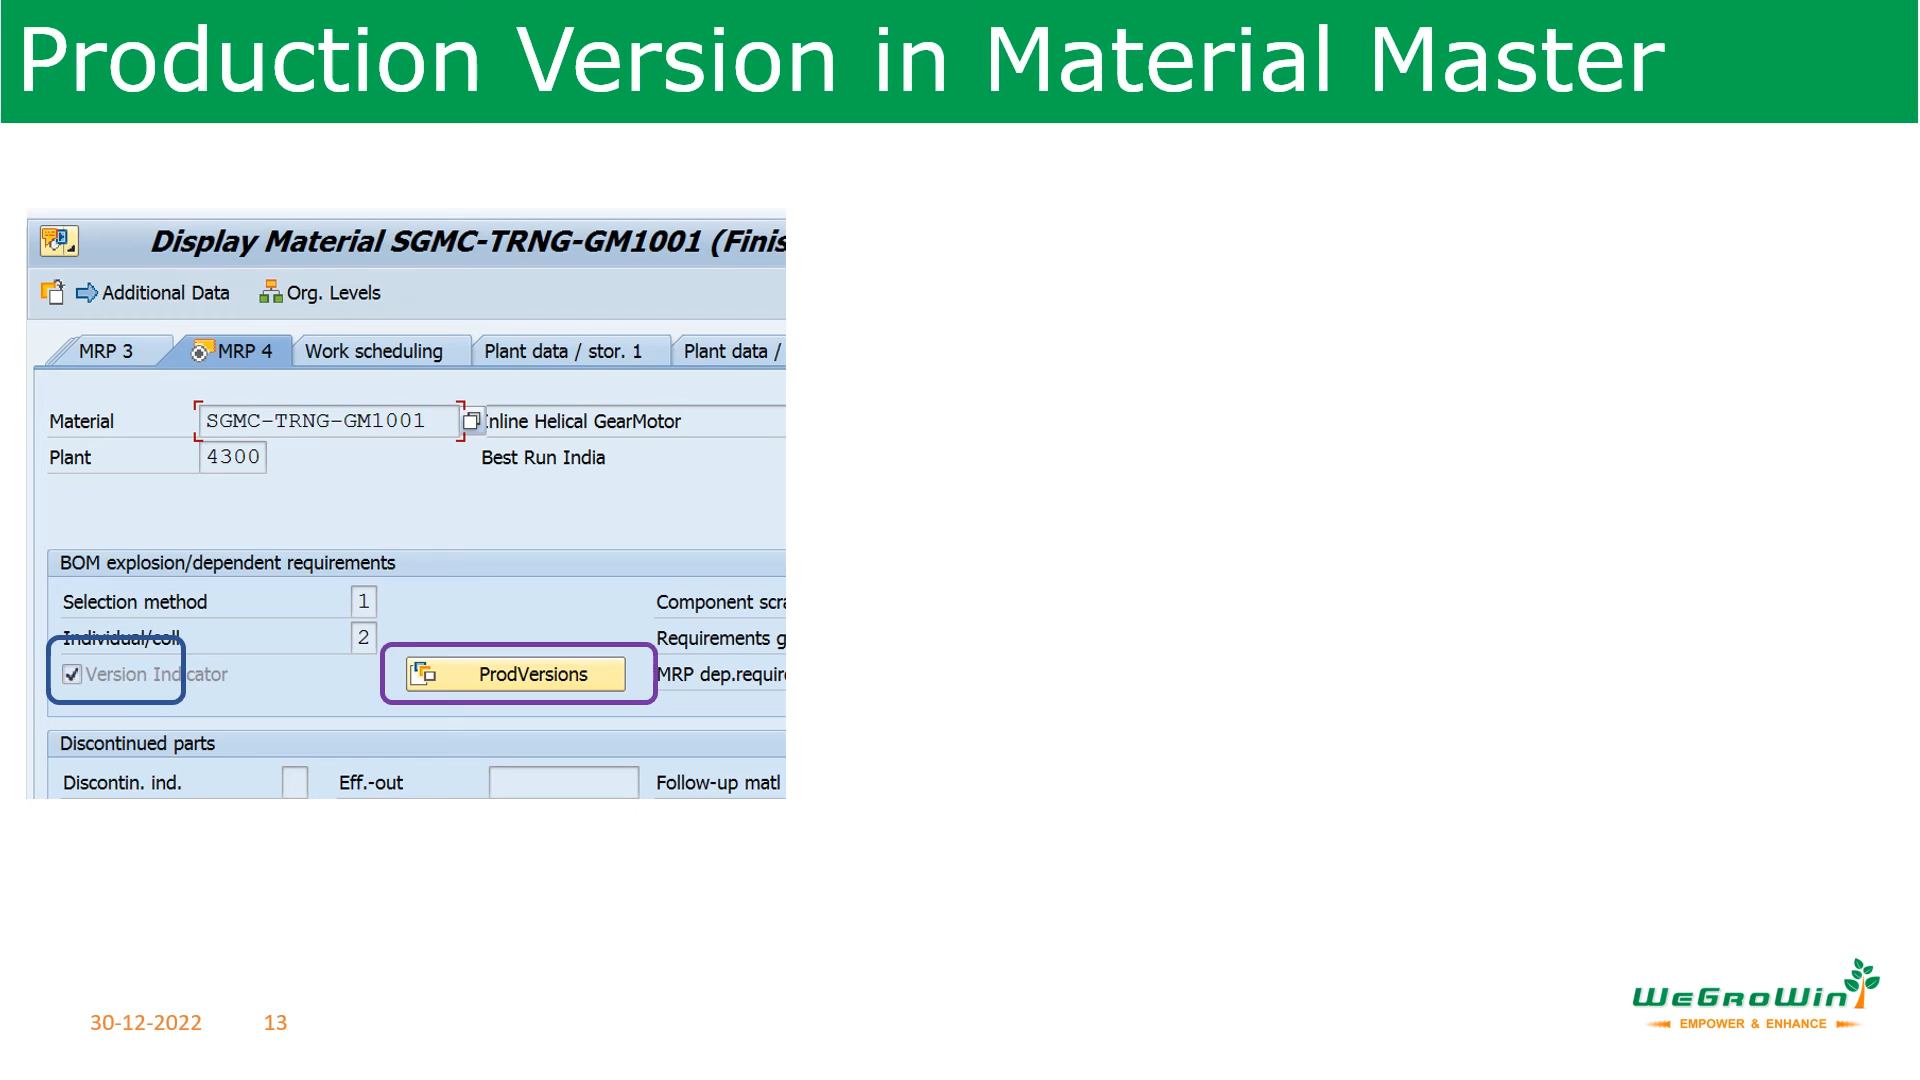 Production Version in Material Master
Display Material SGMC-TRNG-GM1001 (Finis
Additional Data Org. Levels
MRP 3 MRP 4 Work scheduling Plant data / stor. 1 Plant data /
Material SGMC-TRNG-GM1001 Inline Helical GearMotor
Plant 4300 Best Run India
BOM explosion/dependent requirements
Selection method 1 Component scra
Individual/coll 2 Requirements g
Version Indicator ProdVersions MRP dep.require
Discontinued parts
Discontin. ind. Eff.-out Follow-up matl
30-12-2022 13
WeGroWin
EMPOWER & ENHANCE